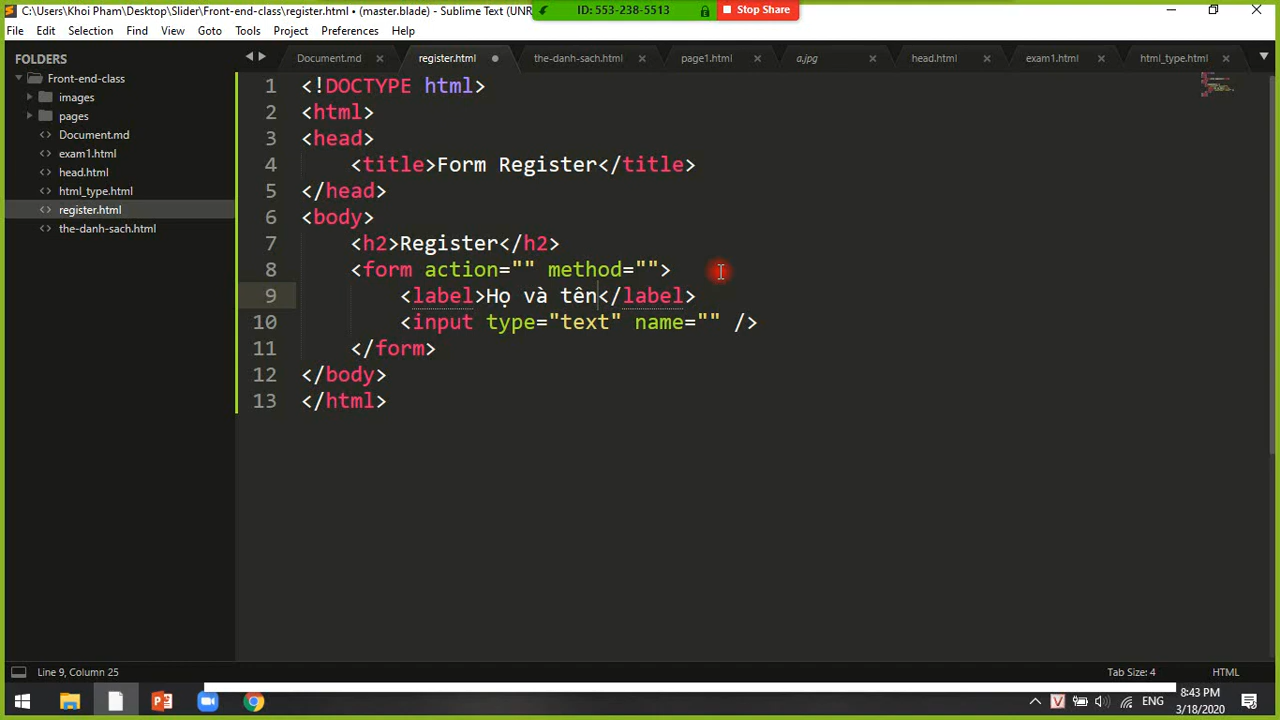 C:\Users\Khoi Pham\Desktop\Slider\Front-end-class\register.html • (master.blade) - Sublime Text (UNR
ID: 553-238-5513
Stop Share
File Edit Selection Find View Goto Tools Project Preferences Help
FOLDERS
Front-end-class
images
pages
Document.md
exam1.html
head.html
html_type.html
register.html
the-danh-sach.html
Document.md register.html the-danh-sach.html page1.html a.jpg head.html exam1.html html_type.html
1 <!DOCTYPE html>
2 <html>
3 <head>
4 <title>Form Register</title>
5 </head>
6 <body>
7 <h2>Register</h2>
8 <form action="" method="">
9 <label>Họ và tên</label>
10 <input type="text" name="" />
11 </form>
12 </body>
13 </html>
Line 9, Column 25
Tab Size: 4
HTML
V
ENG
8:43 PM
3/18/2020